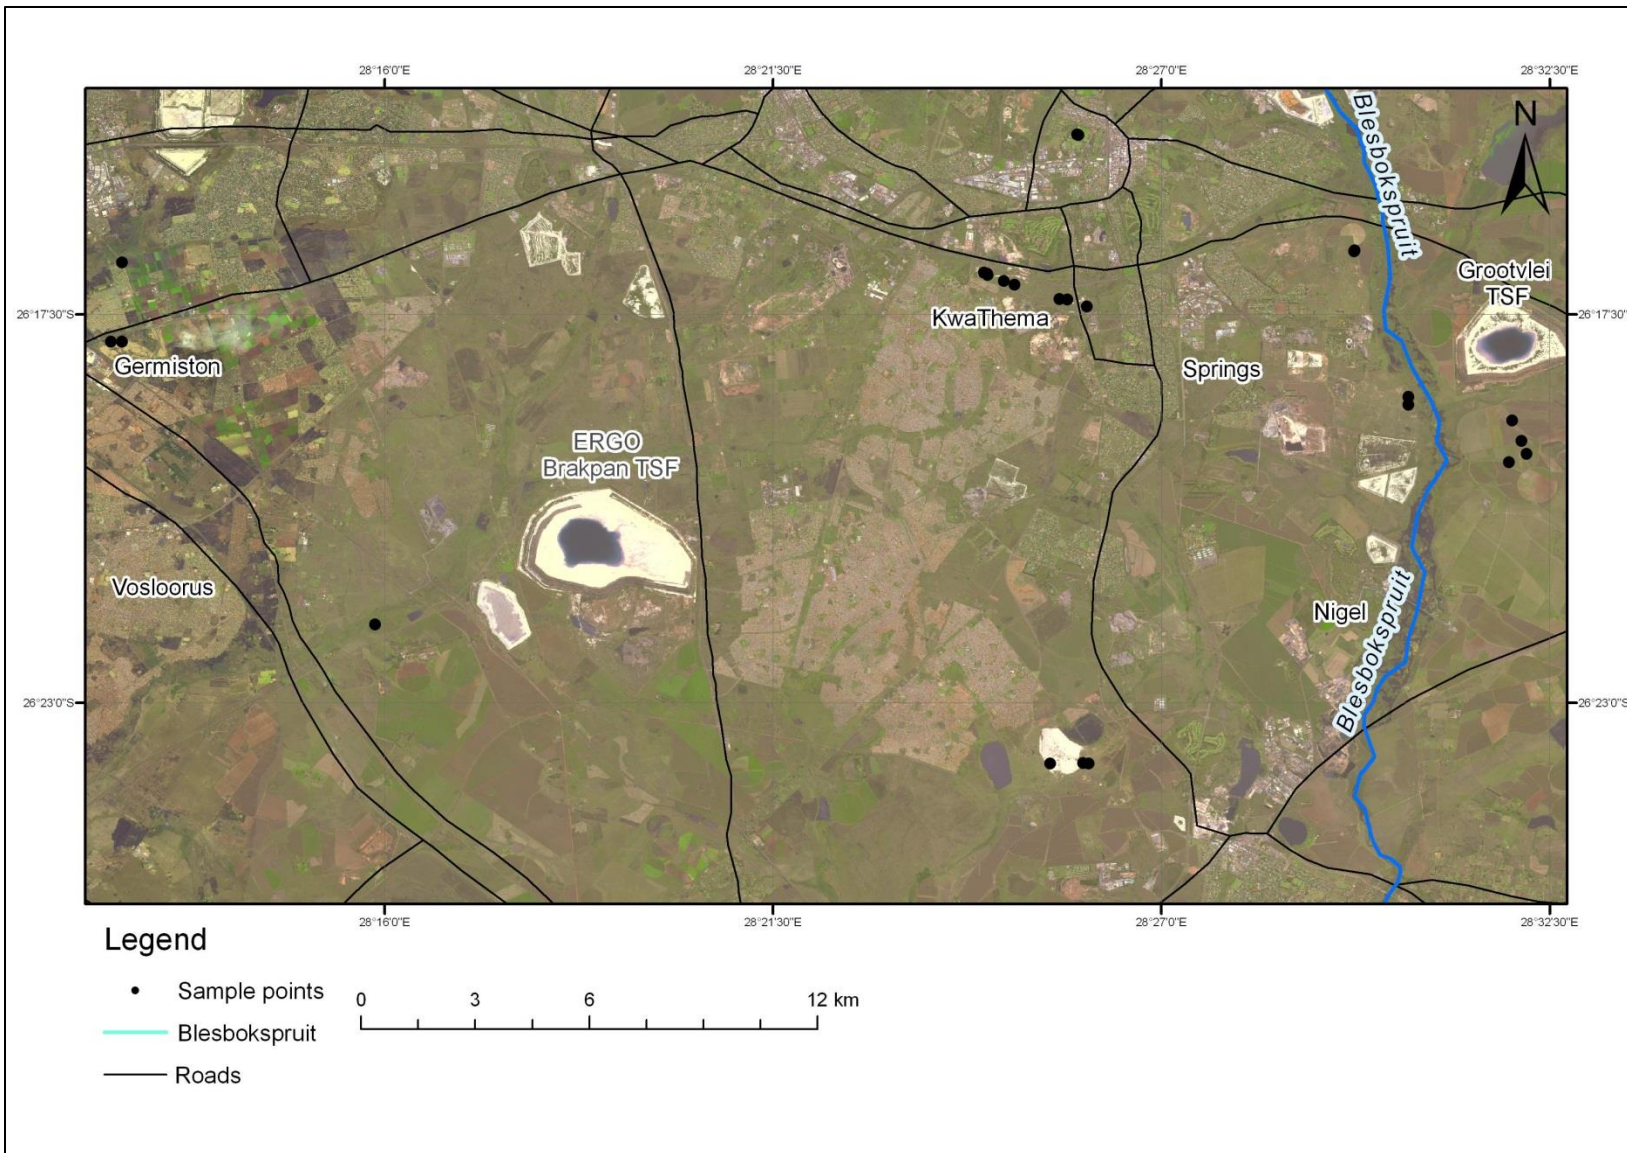 28°16'0"E
28°21'30"E
28°27'0"E
28°32'30"E
Blesbokspruit
N
Grootvlei
TSF
26°17'30"S
26°17'30"S
KwaThema
Germiston
Springs
ERGO
Brakpan TSF
Vosloorus
Nigel
Blesbokspruit
26°23'0"S
26°23'0"S
28°16'0"E
28°21'30"E
28°27'0"E
28°32'30"E
Legend
Sample points
Blesbokspruit
Roads
0 3 6 12 km